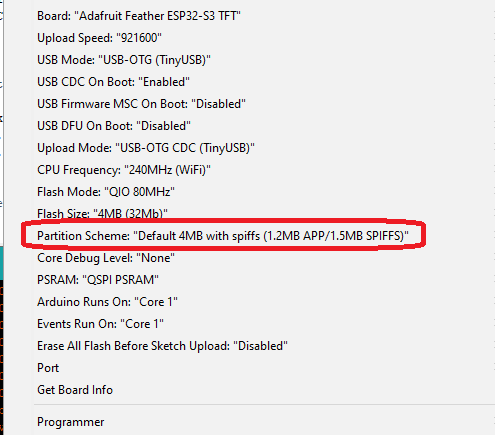 Board: "Adafruit Feather ESP32-S3 TFT"
Upload Speed: "921600"
USB Mode: "USB-OTG (TinyUSB)"
USB CDC On Boot: "Enabled"
USB Firmware MSC On Boot: "Disabled"
USB DFU On Boot: "Disabled"
Upload Mode: "USB-OTG CDC (TinyUSB)"
CPU Frequency: "240MHz (WiFi)"
Flash Mode: "QIO 80MHz"
Flash Size: "4MB (32Mb)"
Partition Scheme: "Default 4MB with spiffs (1.2MB APP/1.5MB SPIFFS)"
Core Debug Level: "None"
PSRAM: "QSPI PSRAM"
Arduino Runs On: "Core 1"
Events Run On: "Core 1"
Erase All Flash Before Sketch Upload: "Disabled"
Port
Get Board Info
Programmer